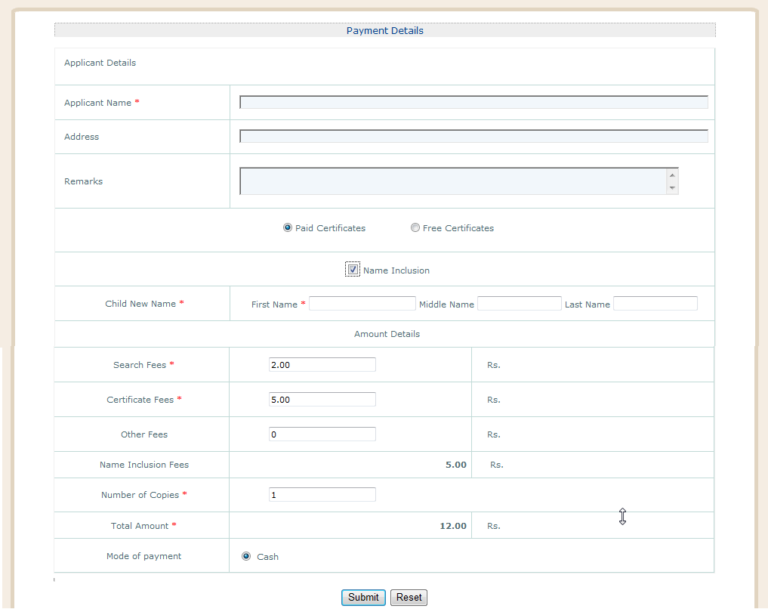 Payment Details
Applicant Details
Applicant Name *
Address
Remarks
Paid Certificates Free Certificates
Name Inclusion
Child New Name * First Name * Middle Name Last Name
Amount Details
Search Fees * 2.00 Rs.
Certificate Fees * 5.00 Rs.
Other Fees 0 Rs.
Name Inclusion Fees 5.00 Rs.
Number of Copies * 1
Total Amount * 12.00 Rs.
Mode of payment Cash
Submit Reset